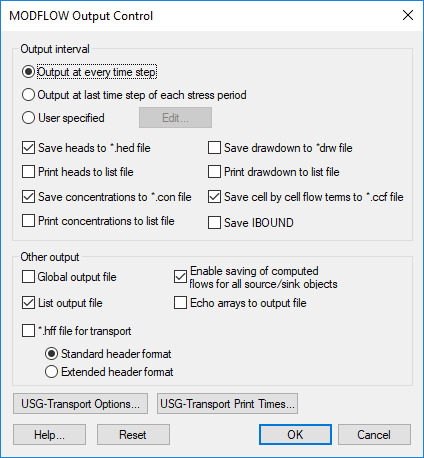 MODFLOW Output Control
Output interval
Output at every time step
Output at last time step of each stress period
User specified
Edit...
Save heads to *.hed file
Save drawdown to *drw file
Print heads to list file
Print drawdown to list file
Save concentrations to *.con file
Save cell by cell flow terms to *.ccf file
Print concentrations to list file
Save IBOUND
Other output
Global output file
Enable saving of computed
flows for all source/sink objects
List output file
Echo arrays to output file
*.hff file for transport
Standard header format
Extended header format
USG-Transport Options...
USG-Transport Print Times...
Help...
Reset
OK
Cancel